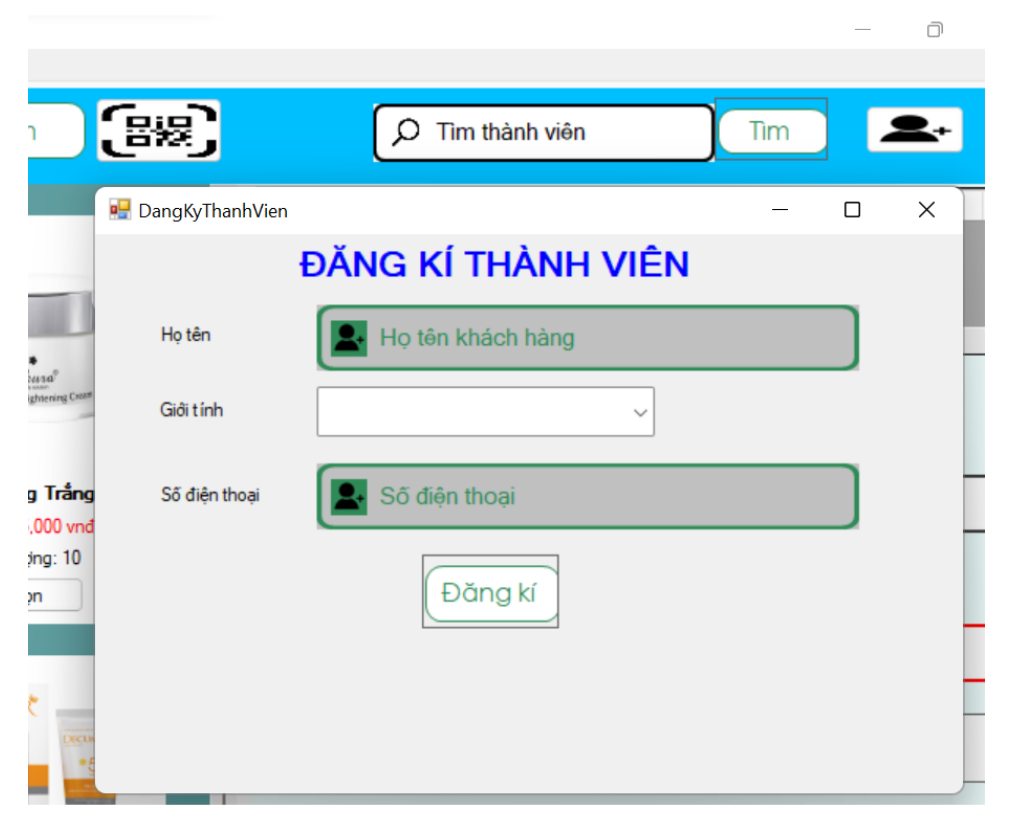 Tìm thành viên
Tìm
DangKyThanhVien
ĐĂNG KÍ THÀNH VIÊN
Họ tên
Họ tên khách hàng
Giới tính
Số điện thoại
Số điện thoại
Đăng kí
Trắng
,000 vnđ
10